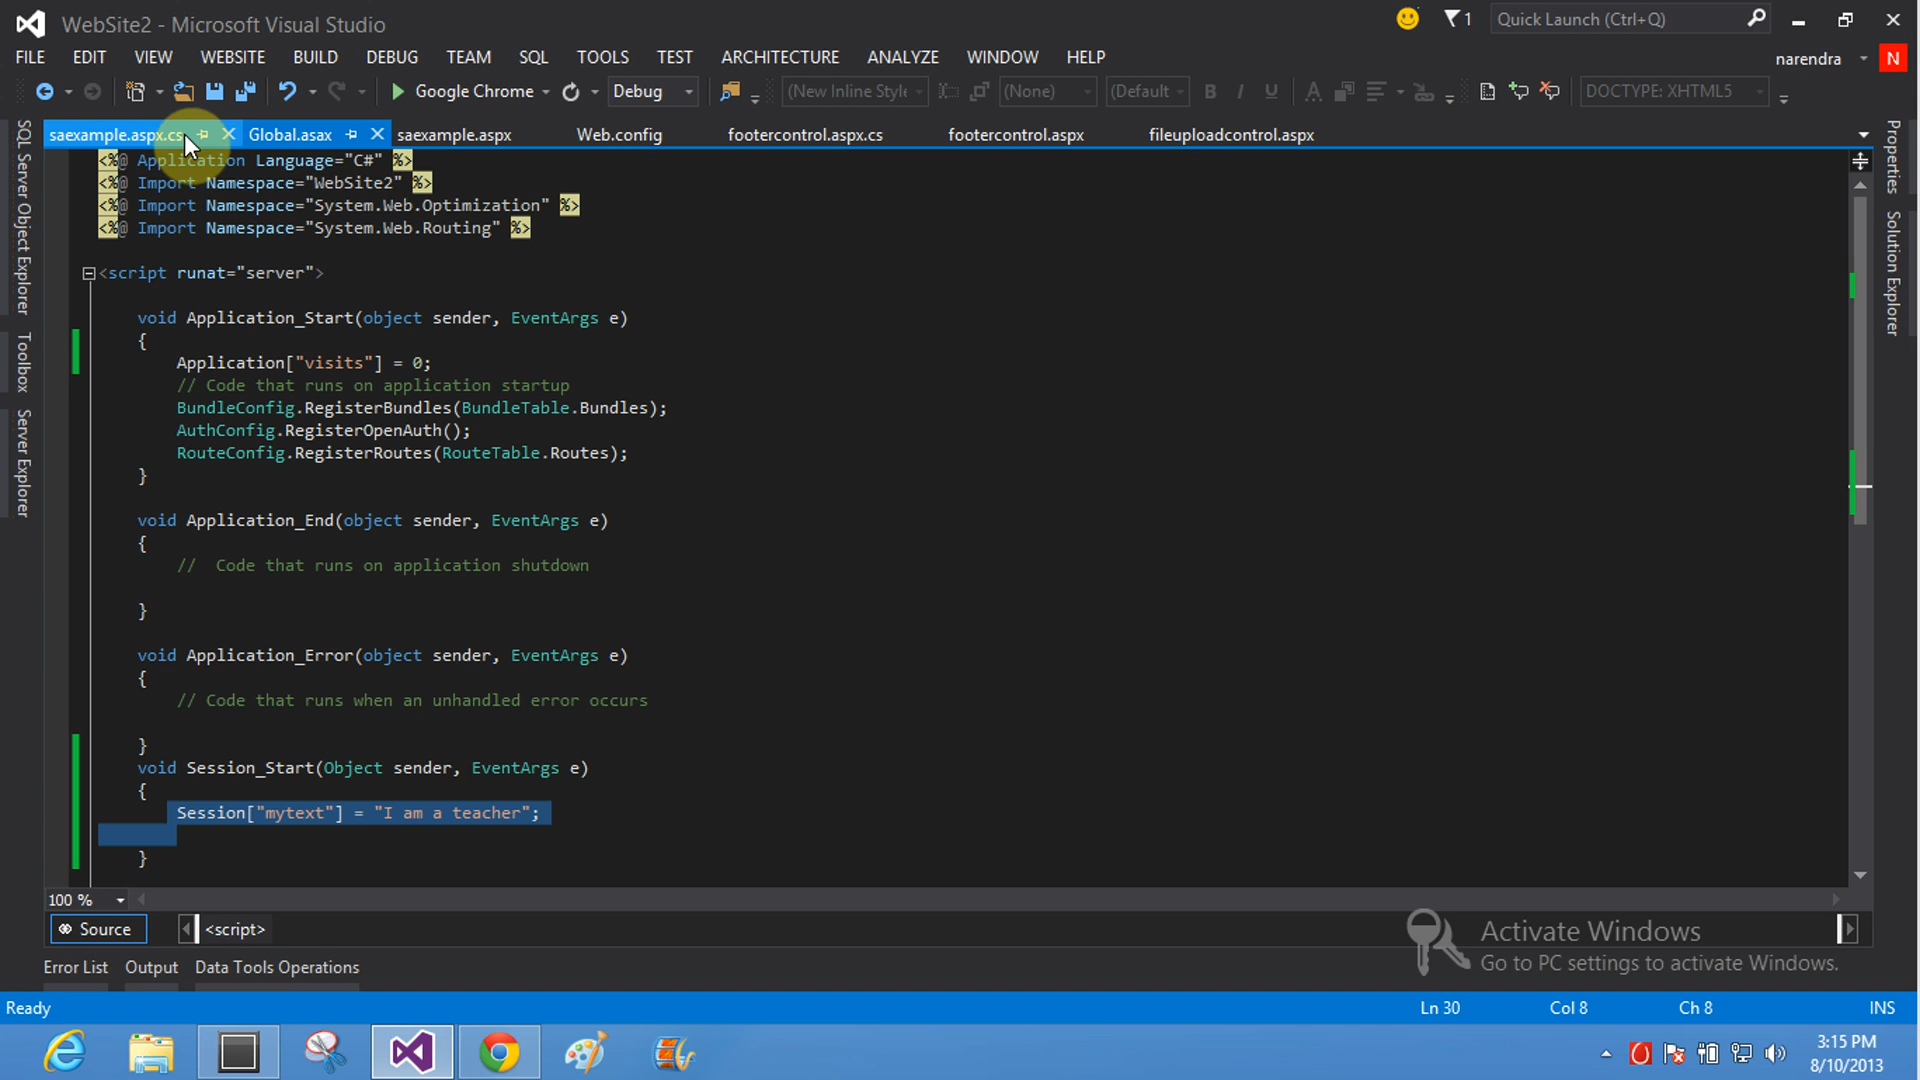 WebSite2 - Microsoft Visual Studio
1
Quick Launch (Ctrl+Q)
FILE EDIT VIEW WEBSITE BUILD DEBUG TEAM SQL TOOLS TEST ARCHITECTURE ANALYZE WINDOW HELP
narendra N
Google Chrome Debug (New Inline Style (None) (Default B I U A DOCTYPE: XHTML5
saexample.aspx.cs Global.asax saexample.aspx Web.config footercontrol.aspx.cs footercontrol.aspx fileuploadcontrol.aspx
SQL Server Object Explorer
Toolbox
Server Explorer
<%@ Application Language="C#" %>
<%@ Import Namespace="WebSite2" %>
<%@ Import Namespace="System.Web.Optimization" %>
<%@ Import Namespace="System.Web.Routing" %>
<script runat="server">
void Application_Start(object sender, EventArgs e)
{
Application["visits"] = 0;
// Code that runs on application startup
BundleConfig.RegisterBundles(BundleTable.Bundles);
AuthConfig.RegisterOpenAuth();
RouteConfig.RegisterRoutes(RouteTable.Routes);
}
void Application_End(object sender, EventArgs e)
{
//  Code that runs on application shutdown
}
void Application_Error(object sender, EventArgs e)
{
// Code that runs when an unhandled error occurs
}
void Session_Start(Object sender, EventArgs e)
{
Session["mytext"] = "I am a teacher";
}
Properties
Solution Explorer
100 %
Source <script>
Activate Windows
Go to PC settings to activate Windows.
Error List Output Data Tools Operations
Ready Ln 30 Col 8 Ch 8 INS
3:15 PM
8/10/2013